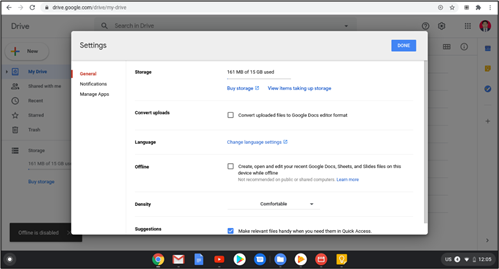 drive.google.com/drive/my-drive
Drive
Search in Drive
New
My Drive
Shared with me
Recent
Starred
Trash
Storage
161 MB of 15 GB used
Buy storage
Offline is disabled
Settings
DONE
General
Notifications
Manage Apps
Storage
161 MB of 15 GB used
Buy storage
View items taking up storage
Convert uploads
Convert uploaded files to Google Docs editor format
Language
Change language settings
Offline
Create, open and edit your recent Google Docs, Sheets, and Slides files on
this device while offline
Not recommended on public or shared computers. Learn more
Density
Comfortable
Suggestions
Make relevant files handy when you need them in Quick Access.
US
12:05